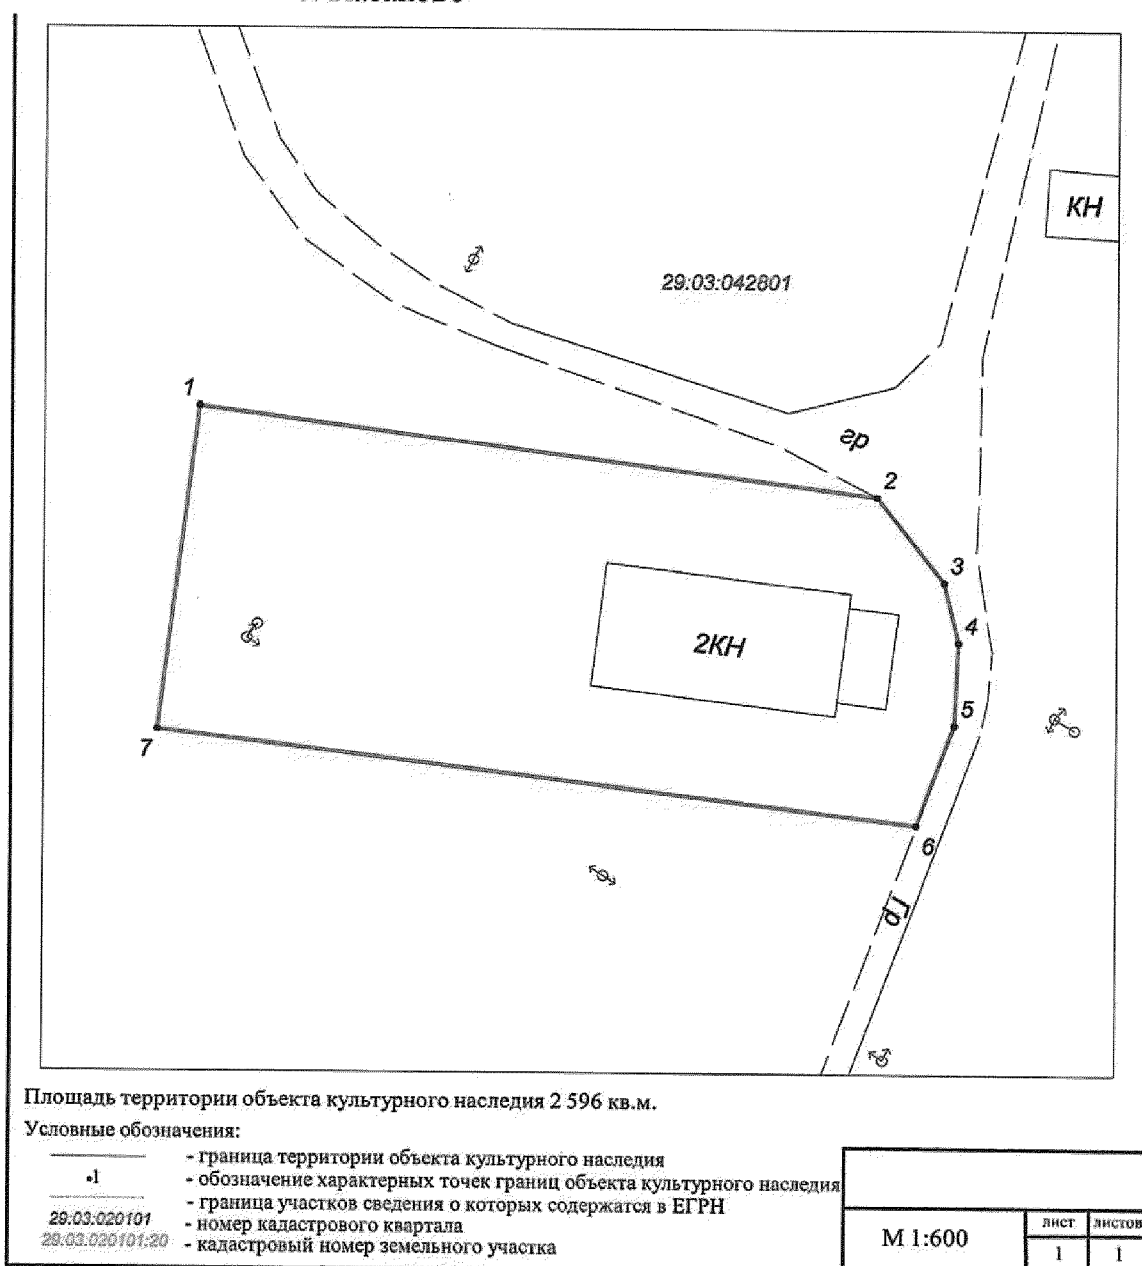 КН
29:03:042801
1
гр
2
3
2КН
4
5
7
6
Гр
Площадь территории объекта культурного наследия 2 596 кв.м.
Условные обозначения:
- граница территории объекта культурного наследия
•1 - обозначение характерных точек границ объекта культурного наследия
- граница участков сведения о которых содержатся в ЕГРН
29:03:020101 - номер кадастрового квартала
29:03:020101:20 - кадастровый номер земельного участка
М 1:600
лист листов
1 1